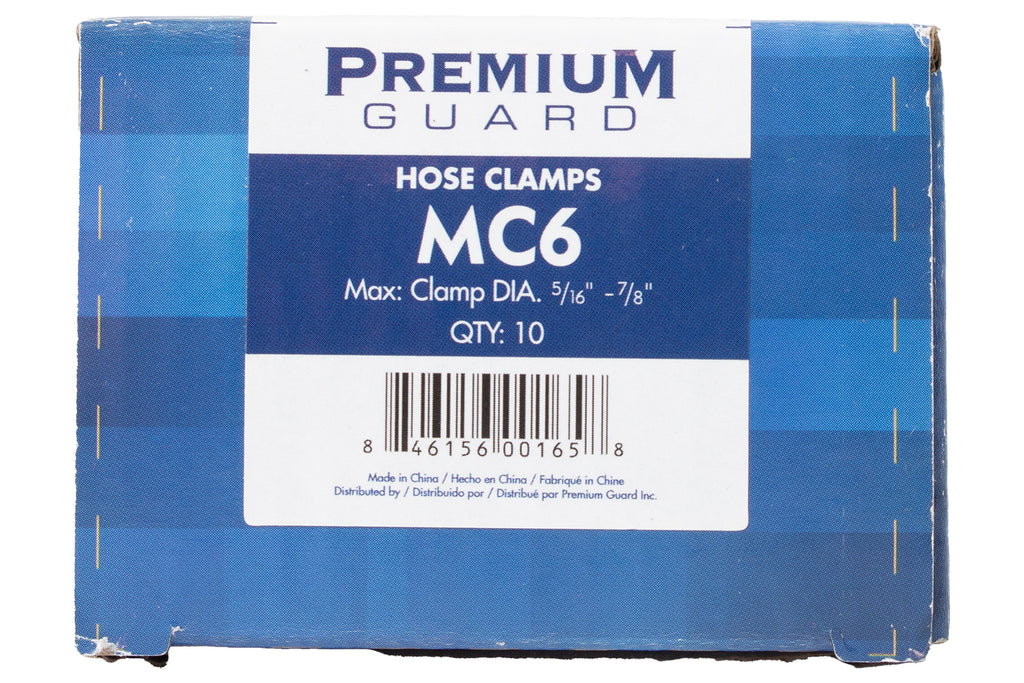 PREMIUM
GUARD
HOSE CLAMPS
MC6
Max: Clamp DIA. 5/16" -7/8"
QTY: 10
8 46156 00165 8
Made in China / Hecho en China / Fabriqué in Chine
Distributed by / Distribuido por / Distribué par Premium Guard Inc.